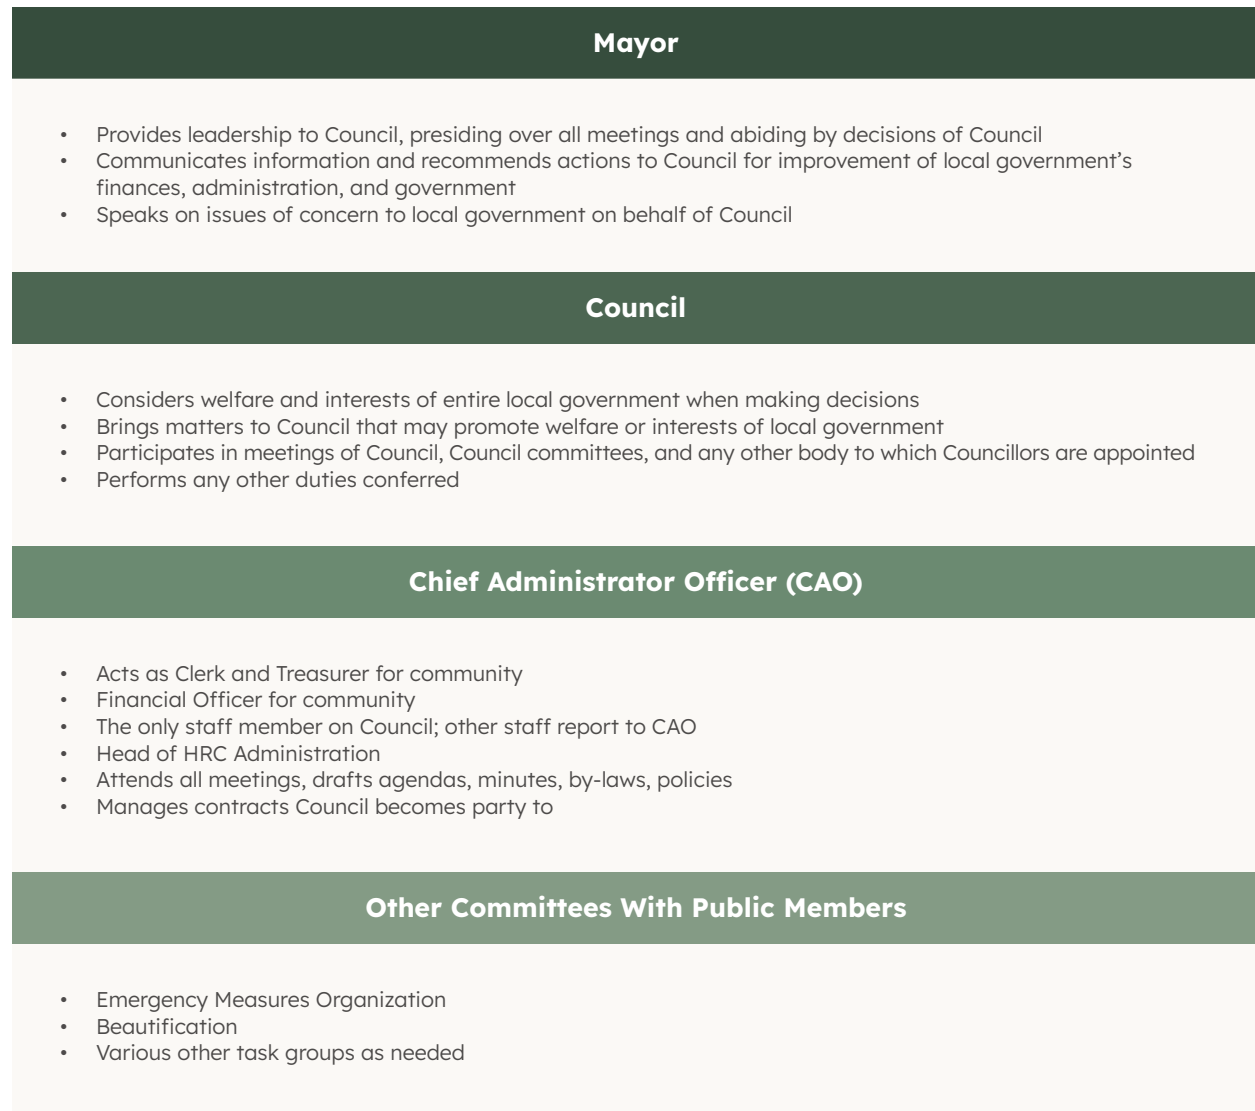 Mayor
• Provides leadership to Council, presiding over all meetings and abiding by decisions of Council
• Communicates information and recommends actions to Council for improvement of local government’s
finances, administration, and government
• Speaks on issues of concern to local government on behalf of Council
Council
• Considers welfare and interests of entire local government when making decisions
• Brings matters to Council that may promote welfare or interests of local government
• Participates in meetings of Council, Council committees, and any other body to which Councillors are appointed
• Performs any other duties conferred
Chief Administrator Officer (CAO)
• Acts as Clerk and Treasurer for community
• Financial Officer for community
• The only staff member on Council; other staff report to CAO
• Head of HRC Administration
• Attends all meetings, drafts agendas, minutes, by-laws, policies
• Manages contracts Council becomes party to
Other Committees With Public Members
• Emergency Measures Organization
• Beautification
• Various other task groups as needed